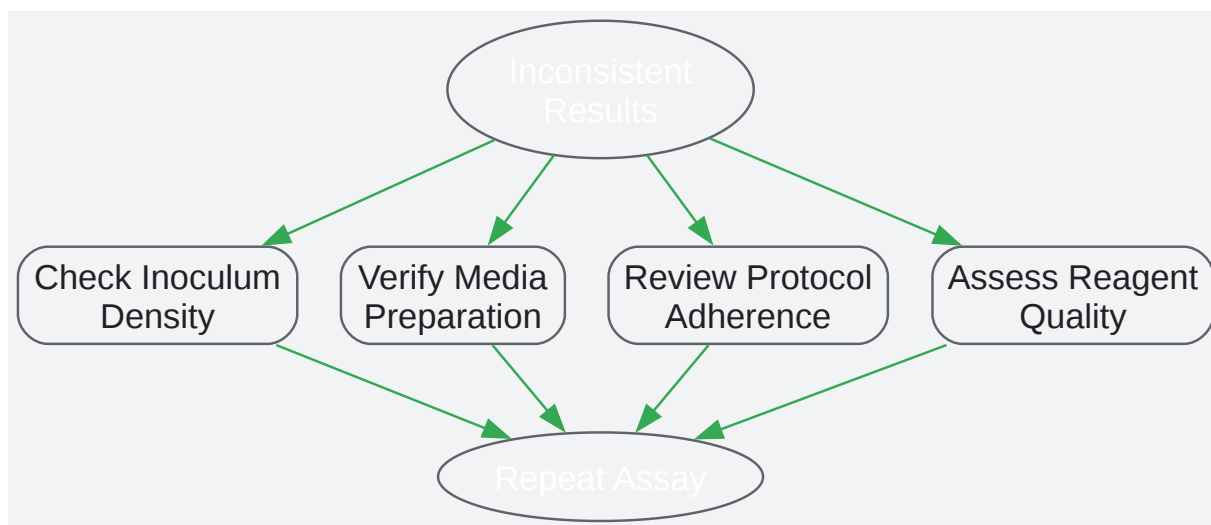 Inconsistent
Results
Check Inoculum
Density
Verify Media
Preparation
Review Protocol
Adherence
Assess Reagent
Quality
Repeat Assay